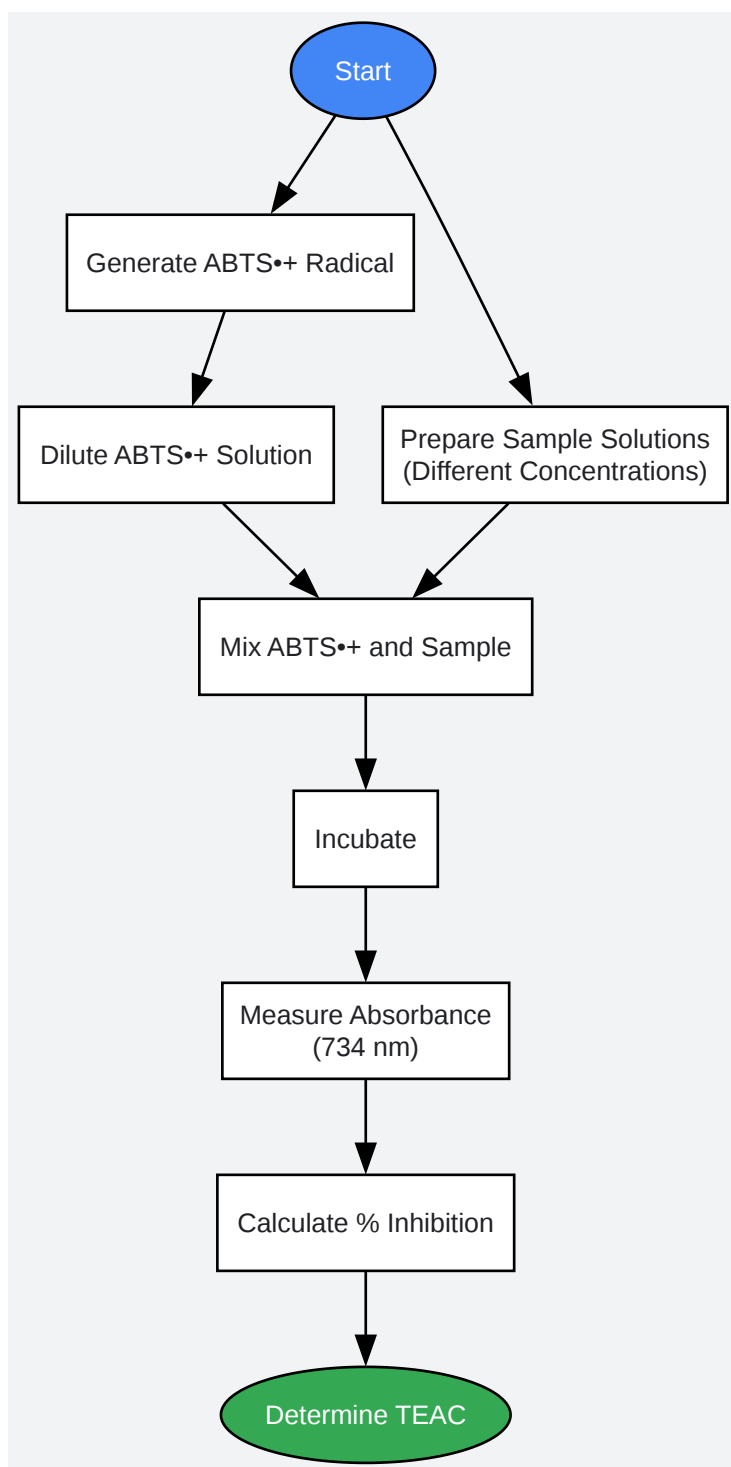 Start
Generate ABTS•+ Radical
Dilute ABTS•+ Solution
Prepare Sample Solutions
(Different Concentrations)
Mix ABTS•+ and Sample
Incubate
Measure Absorbance
(734 nm)
Calculate % Inhibition
Determine TEAC